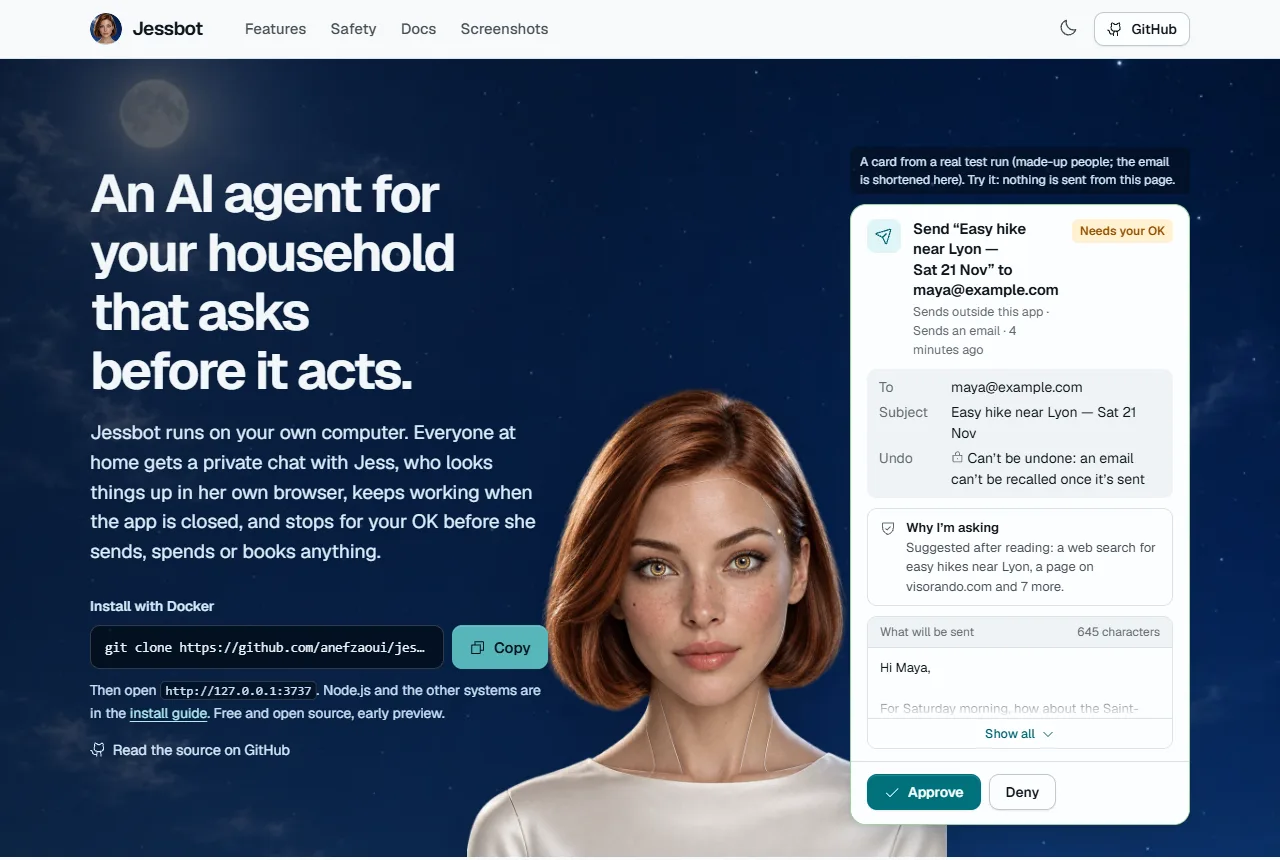 Jessbot
Features
Safety
Docs
Screenshots
GitHub
An AI agent for
your household
that asks
before it acts.
Jessbot runs on your own computer. Everyone at
home gets a private chat with Jess, who looks
things up in her own browser, keeps working when
the app is closed, and stops for your OK before she
sends, spends or books anything.
Install with Docker
git clone https://github.com/anefzaoui/jes…
Copy
Then open http://127.0.0.1:3737. Node.js and the other systems are
in the install guide. Free and open source, early preview.
Read the source on GitHub
A card from a real test run (made-up people; the email
is shortened here). Try it: nothing is sent from this page.
Send “Easy hike
near Lyon —
Sat 21 Nov” to
maya@example.com
Needs your OK
Sends outside this app ·
Sends an email · 4
minutes ago
To maya@example.com
Subject Easy hike near Lyon — Sat 21
Nov
Undo Can’t be undone: an email
can’t be recalled once it’s sent
Why I’m asking
Suggested after reading: a web search for
easy hikes near Lyon, a page on
visorando.com and 7 more.
What will be sent 645 characters
Hi Maya,
For Saturday morning, how about the Saint-
Show all
Approve
Deny